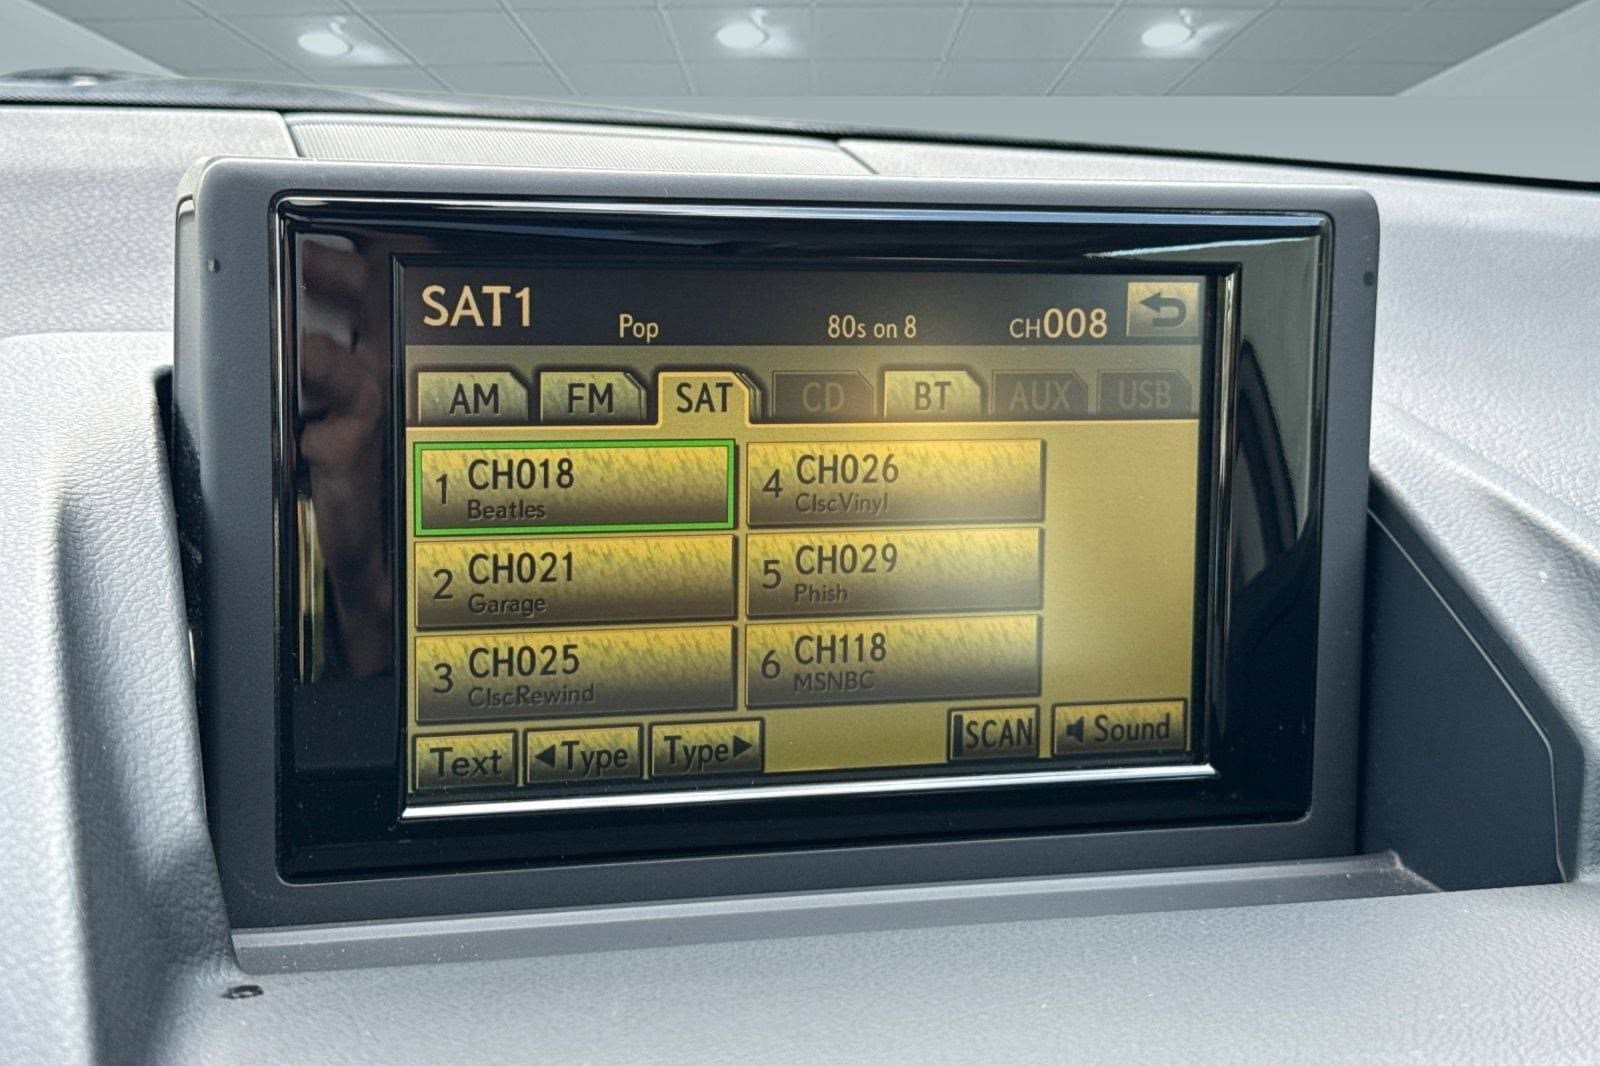 SAT1 Pop 80s on 8 CH008
AM FM SAT CD BT AUX USB
1 CH018
Beatles
2 CH021
Garage
3 CH025
ClscRewind
4 CH026
ClscVinyl
5 CH029
Phish
6 CH118
MSNBC
Text ◀Type Type▶ SCAN Sound